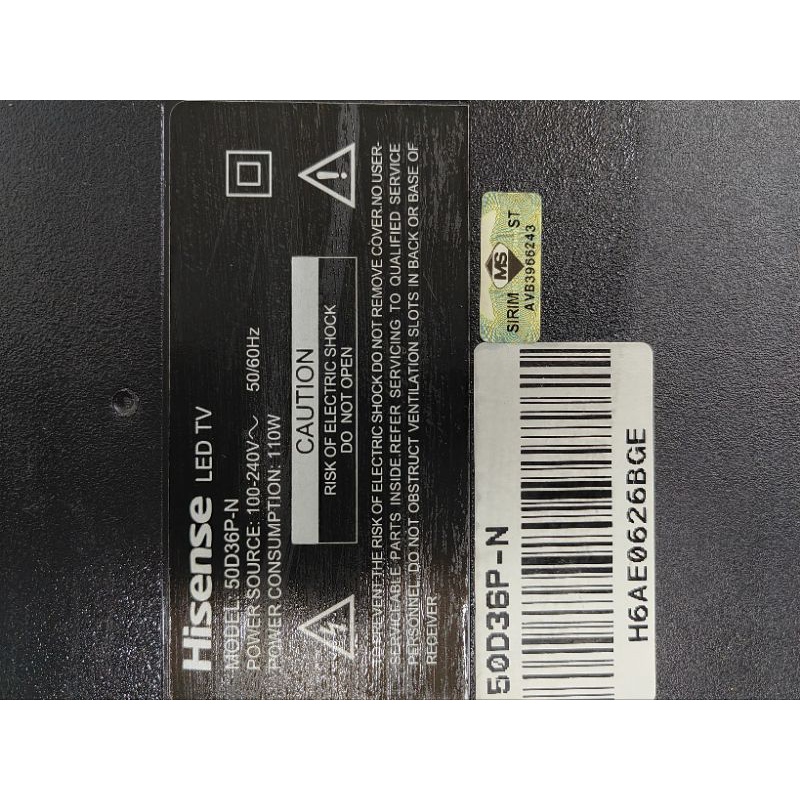 Hisense LED TV
MODEL: 50D36P-N
POWER SOURCE: 100-240V～ 50/60Hz
POWER CONSUMPTION: 110W
CAUTION
RISK OF ELECTRIC SHOCK
DO NOT OPEN
TO PREVENT THE RISK OF ELECTRIC SHOCK DO NOT REMOVE COVER.NO USER-
SERVICEABLE PARTS INSIDE.REFER SERVICING TO QUALIFIED SERVICE
PERSONNEL. DO NOT OBSTRUCT VENTILATION SLOTS IN BACK OR BASE OF
RECEIVER
50D36P-N
H6AE0626BGE
SIRIM MS ST
AVB3966243